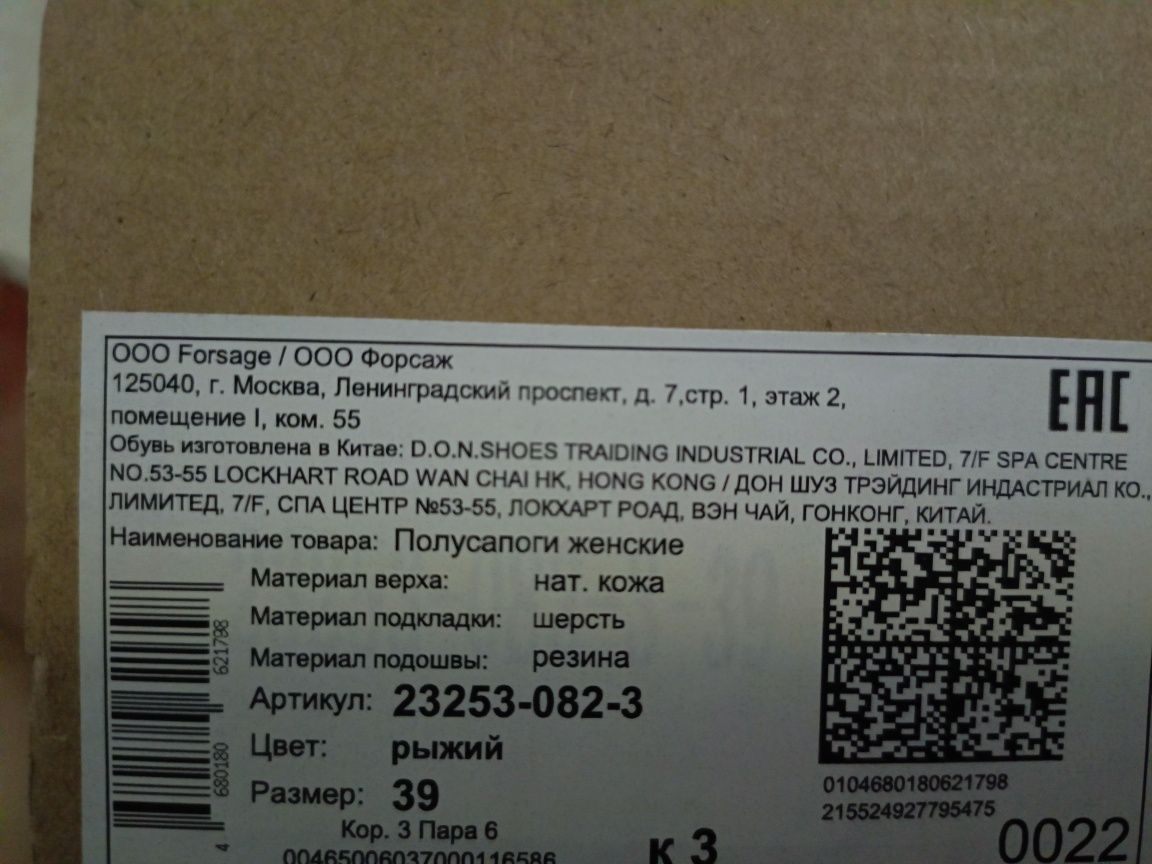 ООО Forsage / ООО Форсаж
125040, г. Москва, Ленинградский проспект, д. 7,стр. 1, этаж 2,
помещение I, ком. 55
EAC
Обувь изготовлена в Китае: D.O.N.SHOES TRAIDING INDUSTRIAL CO., LIMITED, 7/F SPA CENTRE
NO.53-55 LOCKHART ROAD WAN CHAI HK, HONG KONG / ДОН ШУЗ ТРЭЙДИНГ ИНДАСТРИАЛ КО.,
ЛИМИТЕД, 7/F, СПА ЦЕНТР №53-55, ЛОКХАРТ РОАД, ВЭН ЧАЙ, ГОНКОНГ, КИТАЙ.
Наименование товара: Полусапоги женские
Материал верха: нат. кожа
Материал подкладки: шерсть
Материал подошвы: резина
Артикул: 23253-082-3
Цвет: рыжий
Размер: 39
Кор. 3 Пара 6
004650060370000116586
к 3
4 680180 621798
0104680180621798
215524927795475
0022